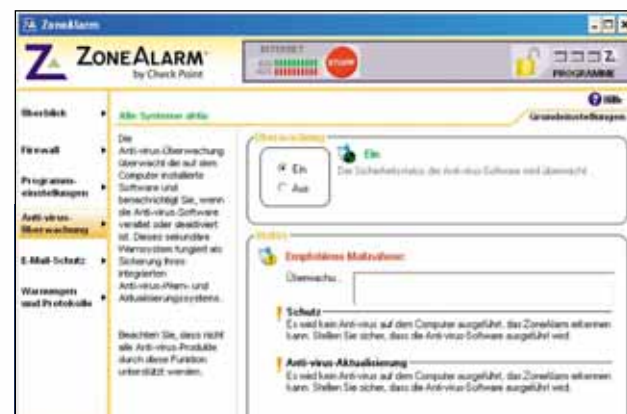 ZoneAlarm
ZONEALARM
by Check Point
INTERNET
STOPP
PROGRAMME
Hilfe
Überblick
Alle Systeme aktiv
Grundeinstellungen
Firewall
Programm-
einstellungen
Anti-virus-
Überwachung
E-Mail-Schutz
Warnungen
und Protokolle
Die
Anti-virus-Überwachung
überwacht die auf dem
Computer installierte
Software und
benachrichtigt Sie, wenn
die Anti-virus-Software
veraltet oder deaktiviert
ist. Dieses sekundäre
Warnsystem fungiert als
Sicherung Ihres
integrierten
Anti-virus-Warn- und
Aktualisierungssystems.
Beachten Sie, dass nicht
alle Anti-virus-Produkte
durch diese Funktion
unterstützt werden.
Überwachung
Ein
Aus
Ein
Der Sicherheitsstatus der Anti-virus-Software wird überwacht
Status
Empfohlene Maßnahme:
Überwachu...
Schutz
Es wird kein Anti-virus auf dem Computer ausgeführt, das ZoneAlarm erkennen
kann. Stellen Sie sicher, dass die Anti-virus-Software ausgeführt wird.
Anti-virus-Aktualisierung
Es wird kein Anti-virus auf dem Computer ausgeführt, das ZoneAlarm erkennen
kann. Stellen Sie sicher, dass die Anti-virus-Software ausgeführt wird.